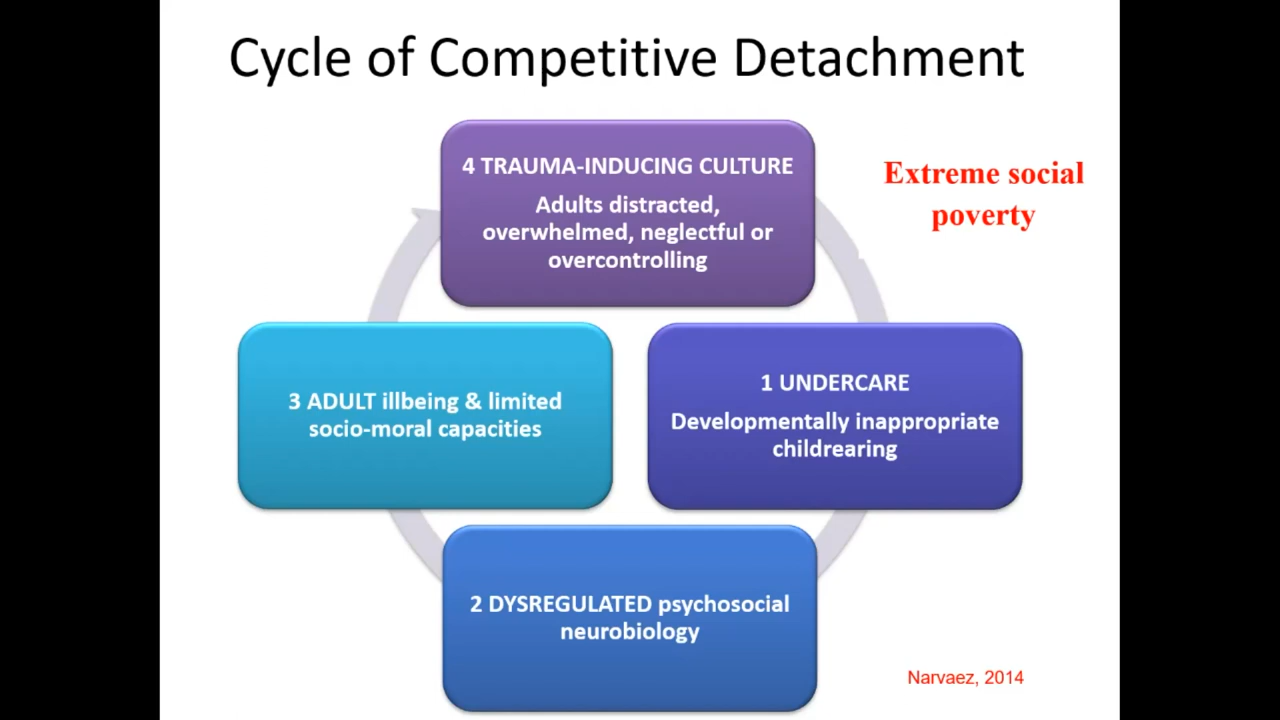 Cycle of Competitive Detachment
4 TRAUMA-INDUCING CULTURE
Adults distracted,
overwhelmed, neglectful or
overcontrolling
Extreme social
poverty
3 ADULT illbeing & limited
socio-moral capacities
1 UNDERCARE
Developmentally inappropriate
childrearing
2 DYSREGULATED psychosocial
neurobiology
Narvaez, 2014